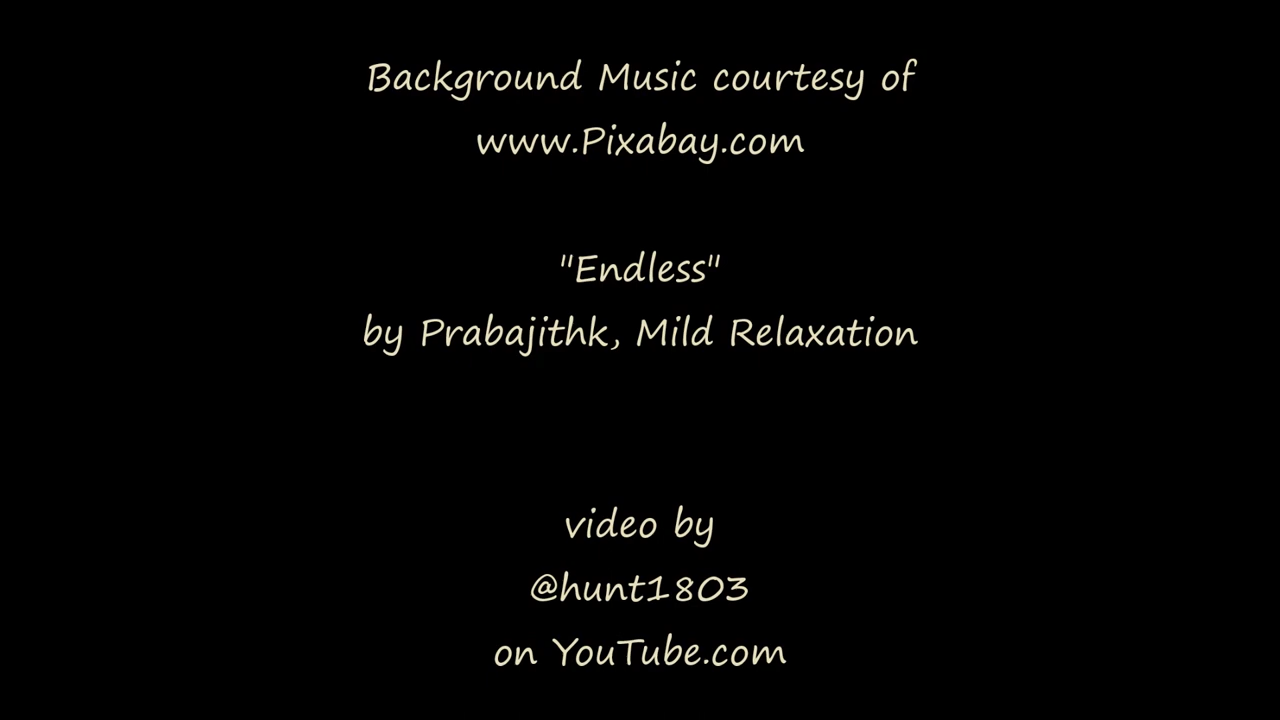 Background Music courtesy of
www.Pixabay.com
"Endless"
by Prabajithk, Mild Relaxation
video by
@hunt1803
on YouTube.com